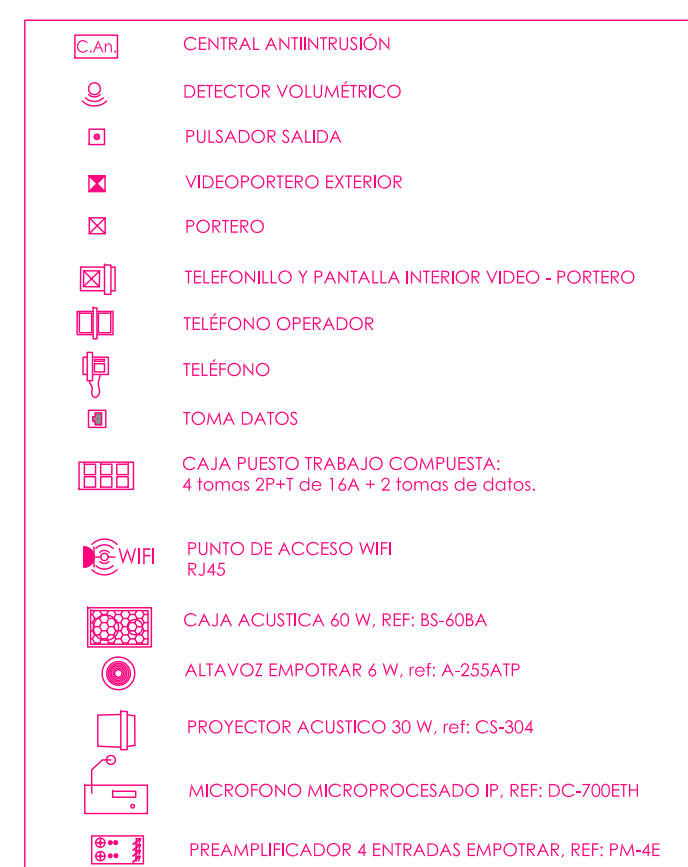 C.An. CENTRAL ANTIINTRUSIÓN
DETECTOR VOLUMÉTRICO
PULSADOR SALIDA
VIDEOPORTERO EXTERIOR
PORTERO
TELEFONILLO Y PANTALLA INTERIOR VIDEO - PORTERO
TELÉFONO OPERADOR
TELÉFONO
TOMA DATOS
CAJA PUESTO TRABAJO COMPUESTA:
4 tomas 2P+T de 16A + 2 tomas de datos.
WIFI PUNTO DE ACCESO WIFI
RJ45
CAJA ACUSTICA 60 W, REF: BS-60BA
ALTAVOZ EMPOTRAR 6 W, ref: A-255ATP
PROYECTOR ACUSTICO 30 W, ref: CS-304
MICROFONO MICROPROCESADO IP, REF: DC-700ETH
PREAMPLIFICADOR 4 ENTRADAS EMPOTRAR, REF: PM-4E